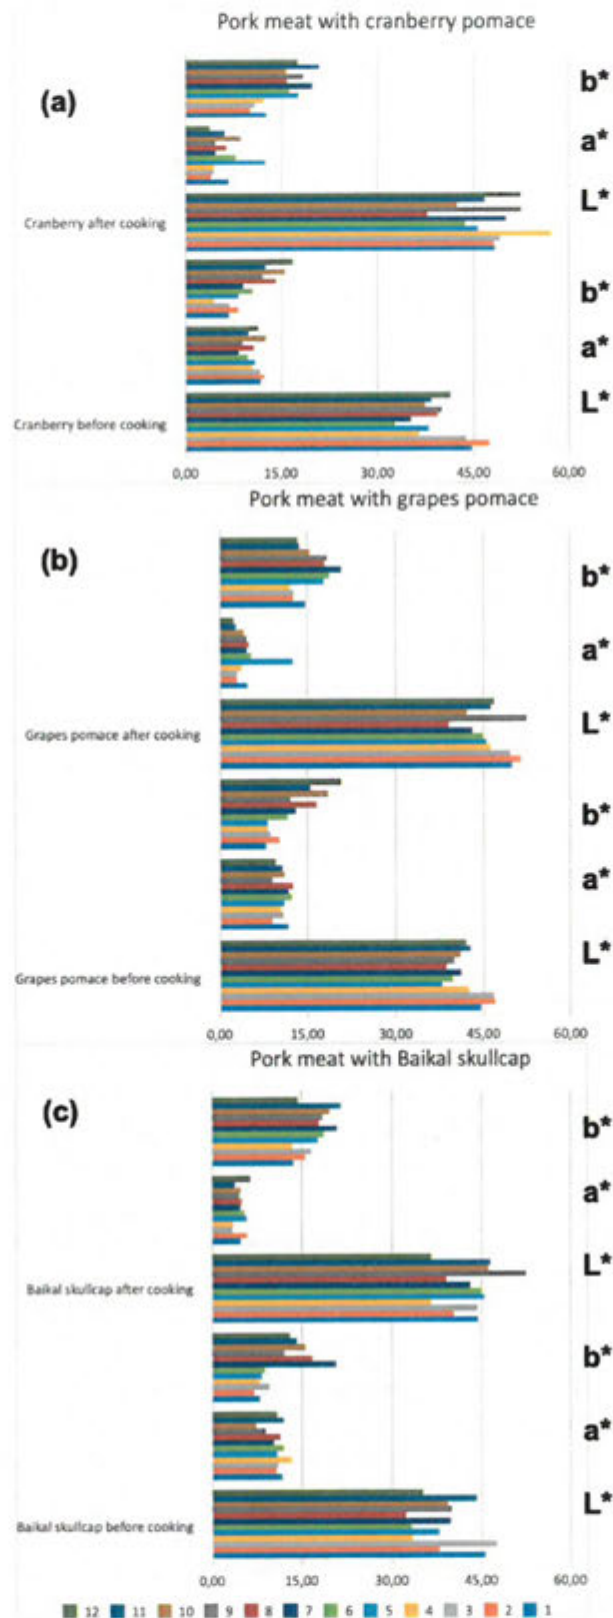 Pork meat with cranberry pomace
(a)
b*
a*
L*
Cranberry after cooking
b*
a*
L*
Cranberry before cooking
0,00 15,00 30,00 45,00 60,00
Pork meat with grapes pomace
(b)
b*
a*
L*
Grapes pomace after cooking
b*
a*
L*
Grapes pomace before cooking
0,00 15,00 30,00 45,00 60,00
Pork meat with Baikal skullcap
(c)
b*
a*
L*
Baikal skullcap after cooking
b*
a*
L*
Baikal skullcap before cooking
0,00 15,00 30,00 45,00 60,00
12 11 10 9 8 7 6 5 4 3 2 1